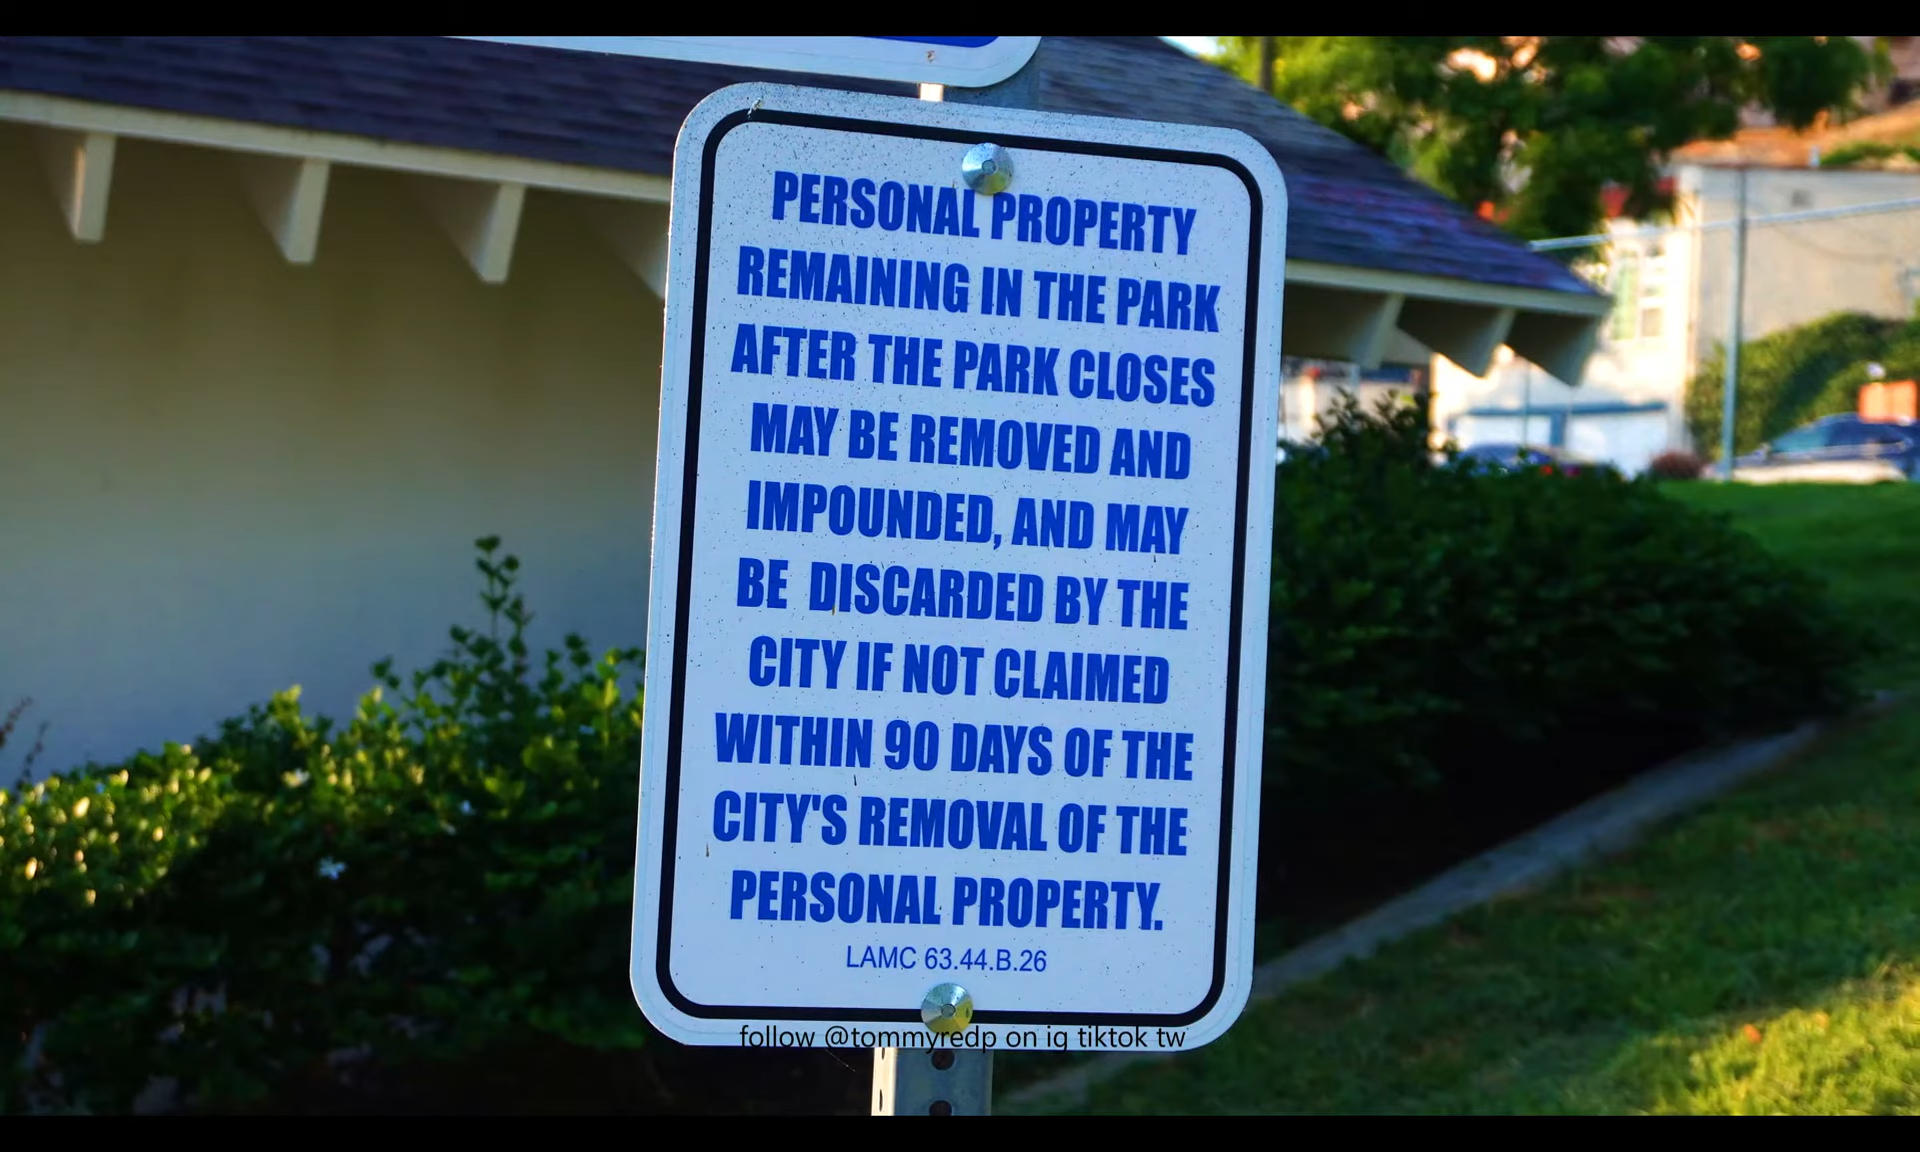 PERSONAL PROPERTY
REMAINING IN THE PARK
AFTER THE PARK CLOSES
MAY BE REMOVED AND
IMPOUNDED, AND MAY
BE DISCARDED BY THE
CITY IF NOT CLAIMED
WITHIN 90 DAYS OF THE
CITY'S REMOVAL OF THE
PERSONAL PROPERTY.
LAMC 63.44.B.26
follow @tommyredp on ig tiktok tw